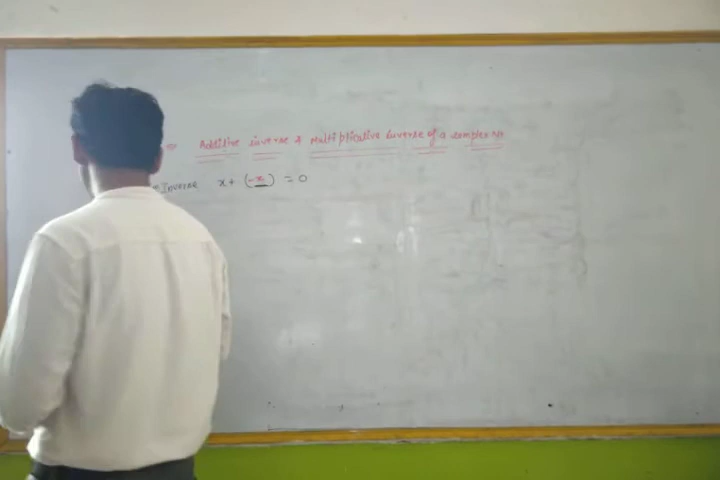 Additive inverse & Multiplicative inverse of a complex no
Inverse x + (-x) = 0